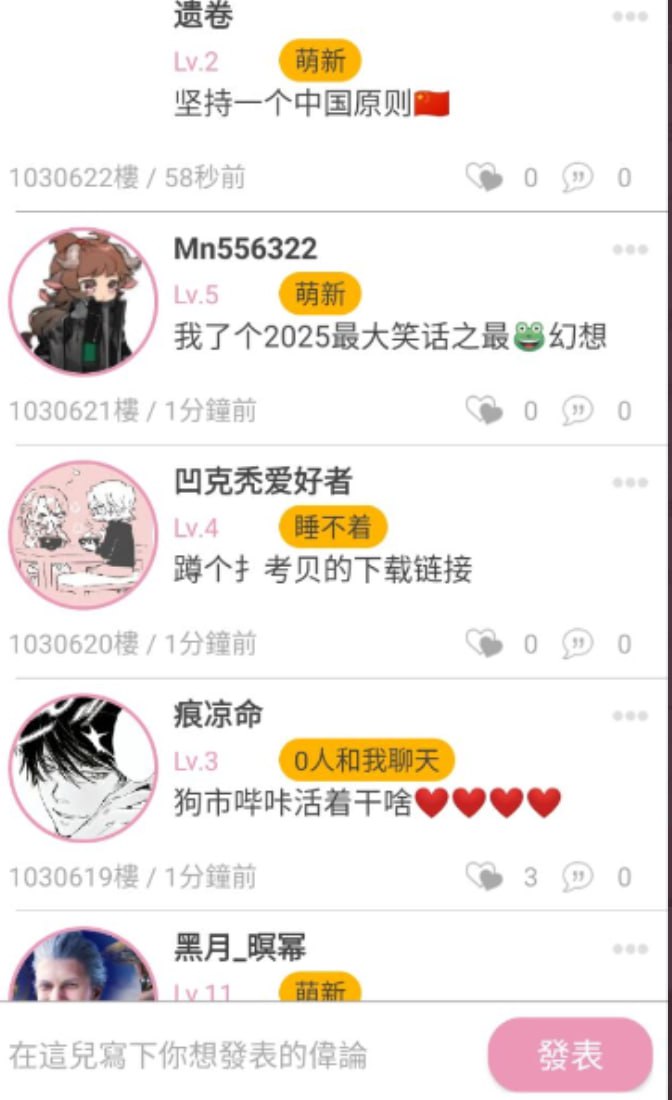 遗卷
Lv.2 萌新
坚持一个中国原则🇨🇳
1030622樓 / 58秒前 0 0
Mn556322
Lv.5 萌新
我了个2025最大笑话之最🐸幻想
1030621樓 / 1分鐘前 0 0
凹克秃爱好者
Lv.4 睡不着
蹲个扌考贝的下载链接
1030620樓 / 1分鐘前 0 0
痕凉命
Lv.3 0人和我聊天
狗市哔咔活着干啥❤️❤️❤️❤️
1030619樓 / 1分鐘前 3 0
黑月_暝幂
Lv.11 萌新
在這兒寫下你想發表的偉論 發表